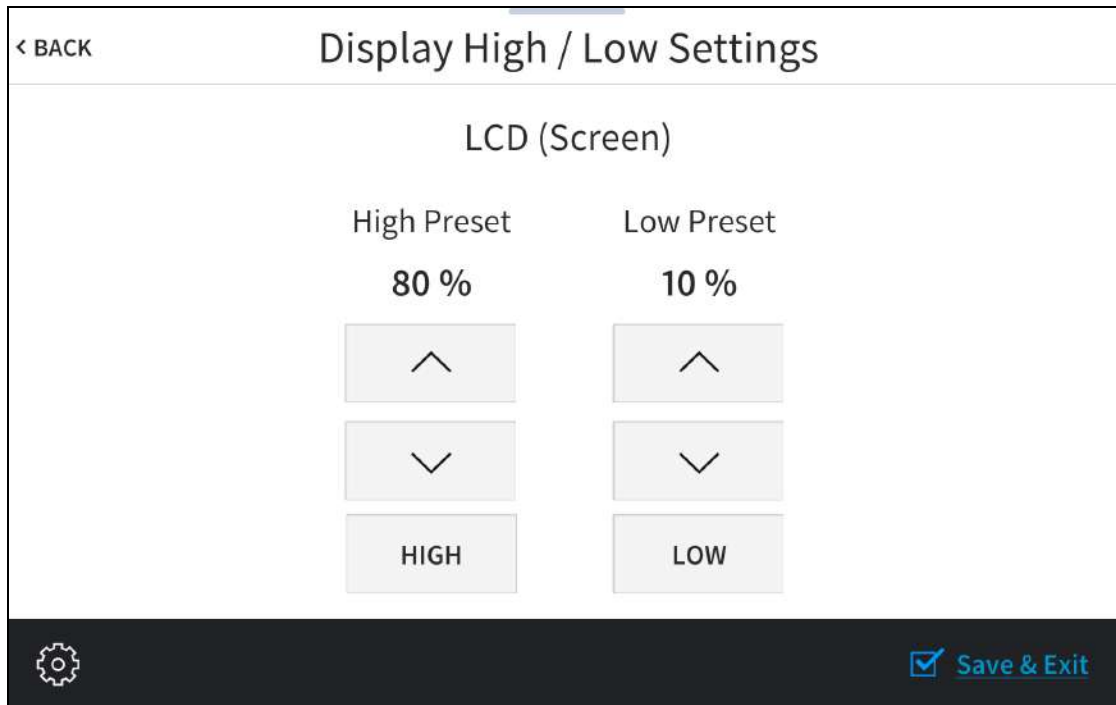 < BACK
Display High / Low Settings
LCD (Screen)
High Preset
Low Preset
80 %
10 %
HIGH
LOW
Save & Exit